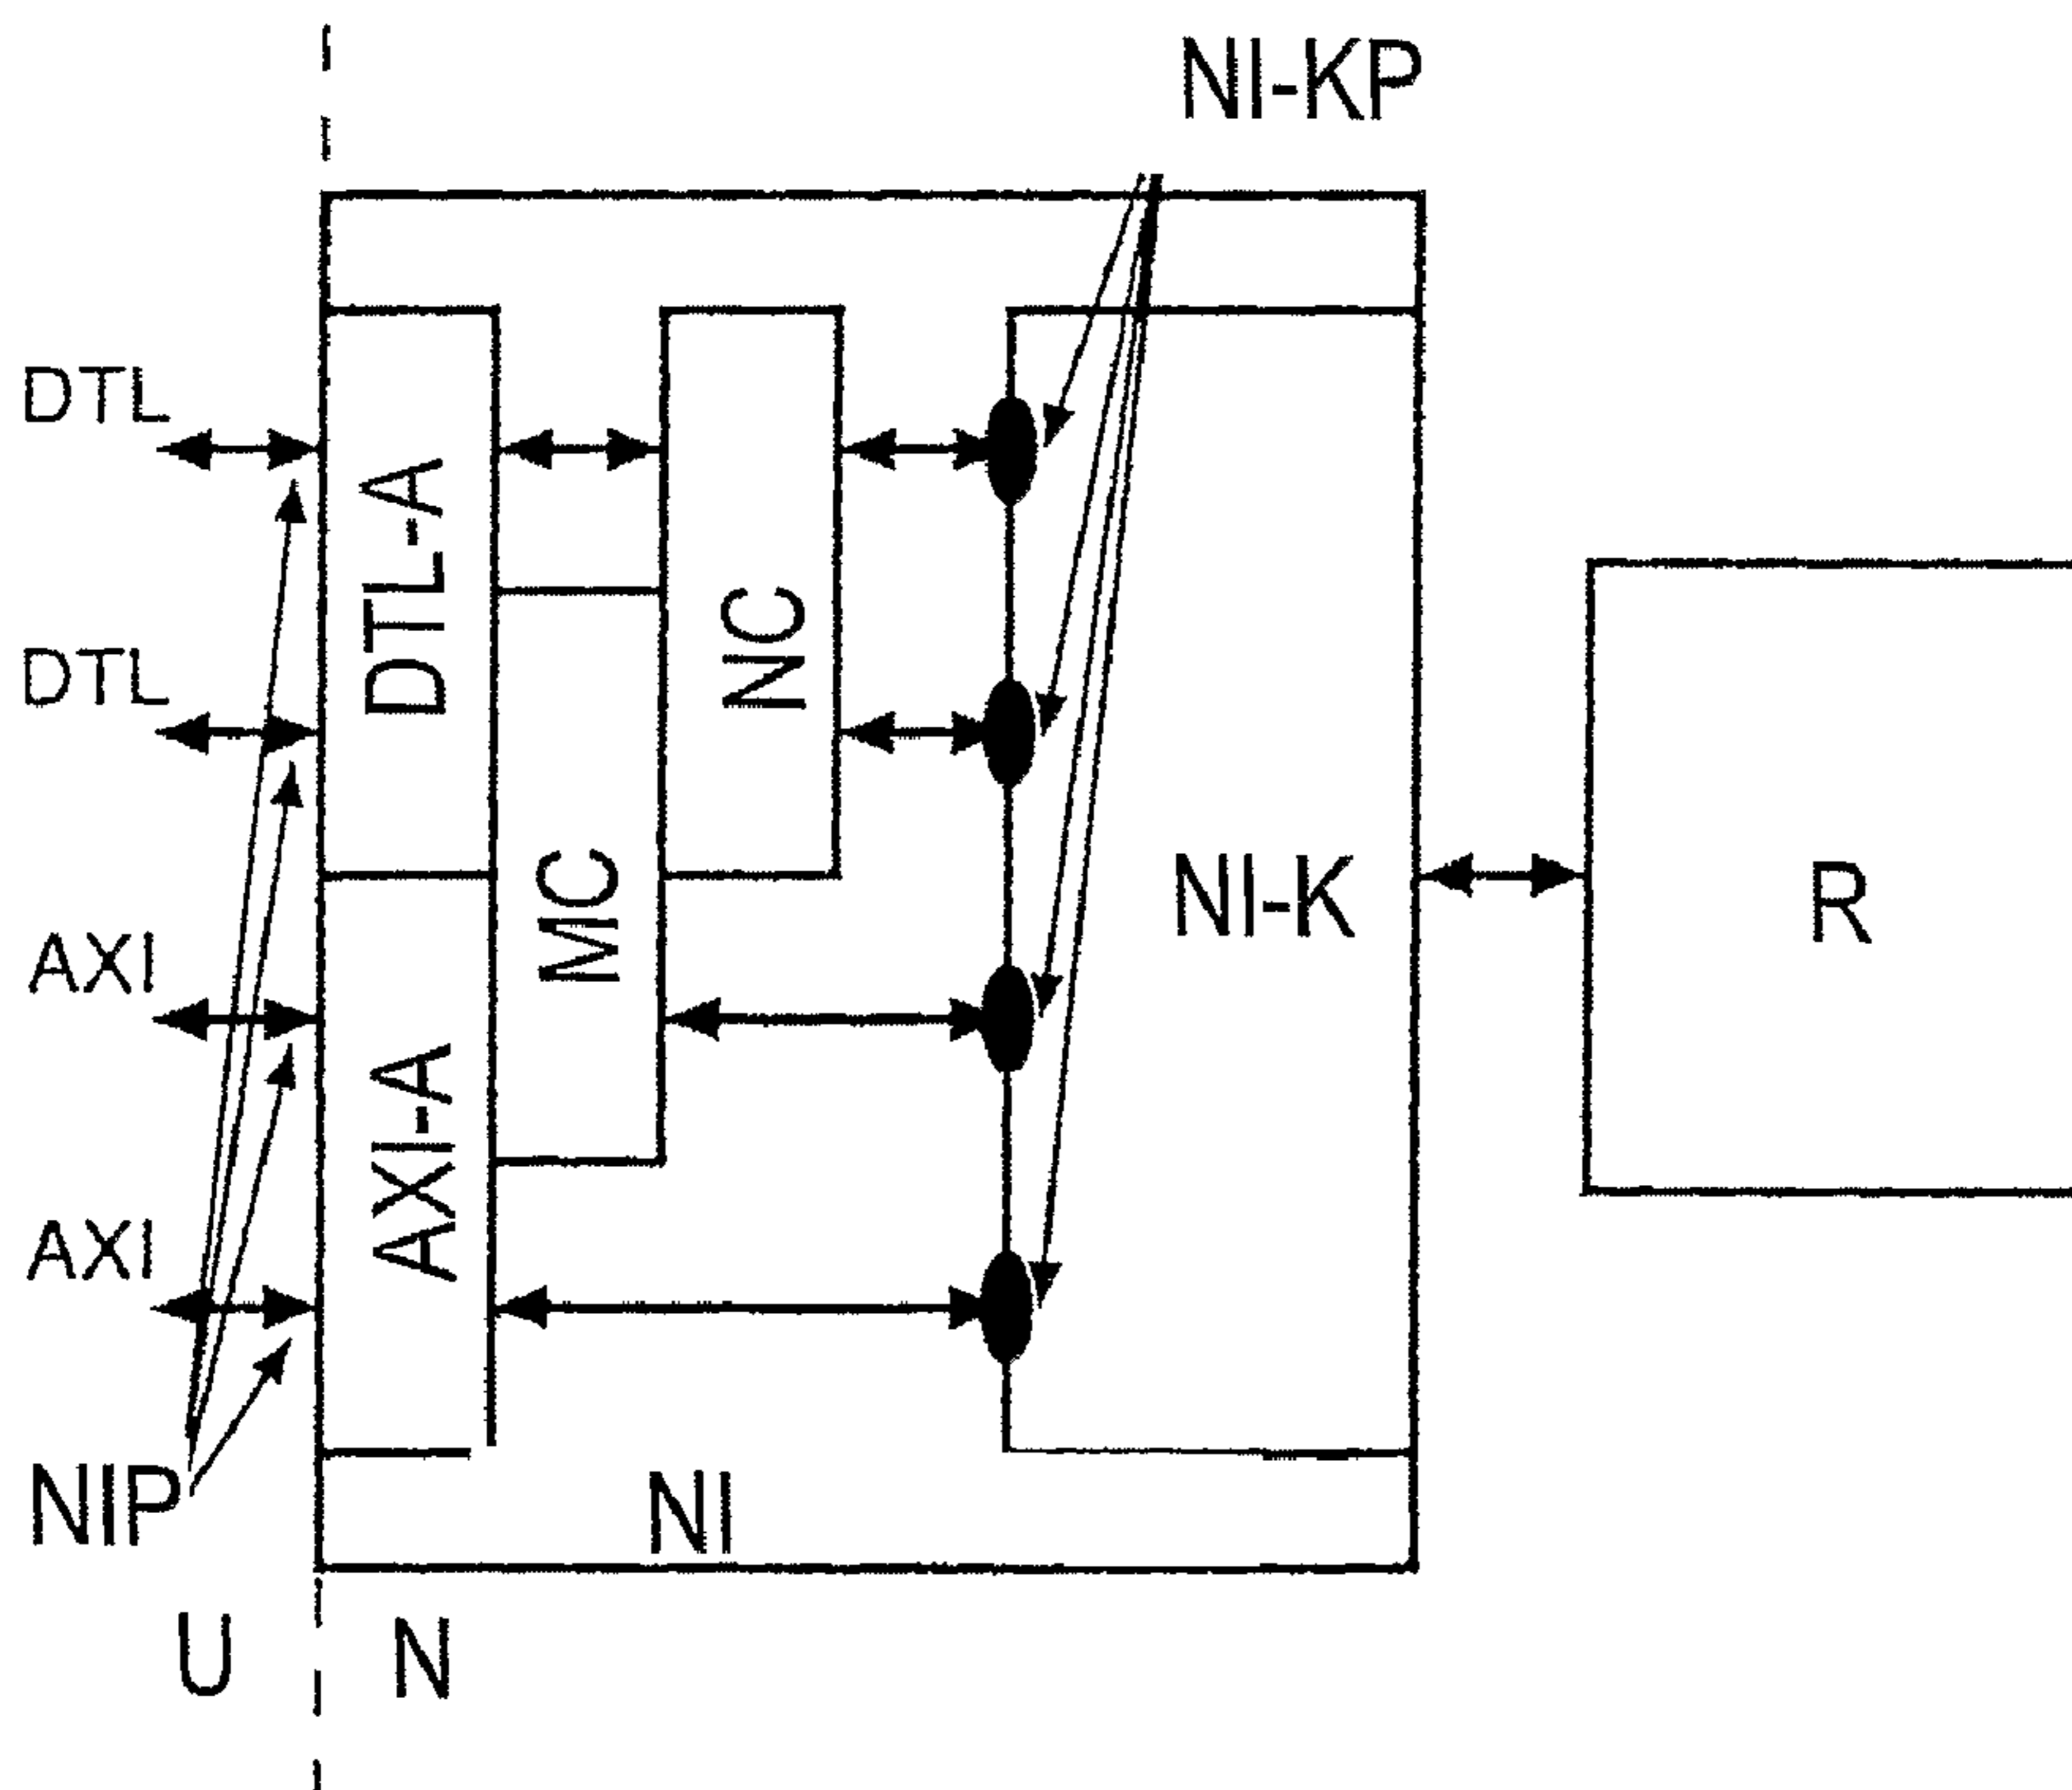 NI-KP
DTL
DTL-A
NC
DTL
MC
NI-K
R
AXI
AXI-A
AXI
NIP
NI
U
N